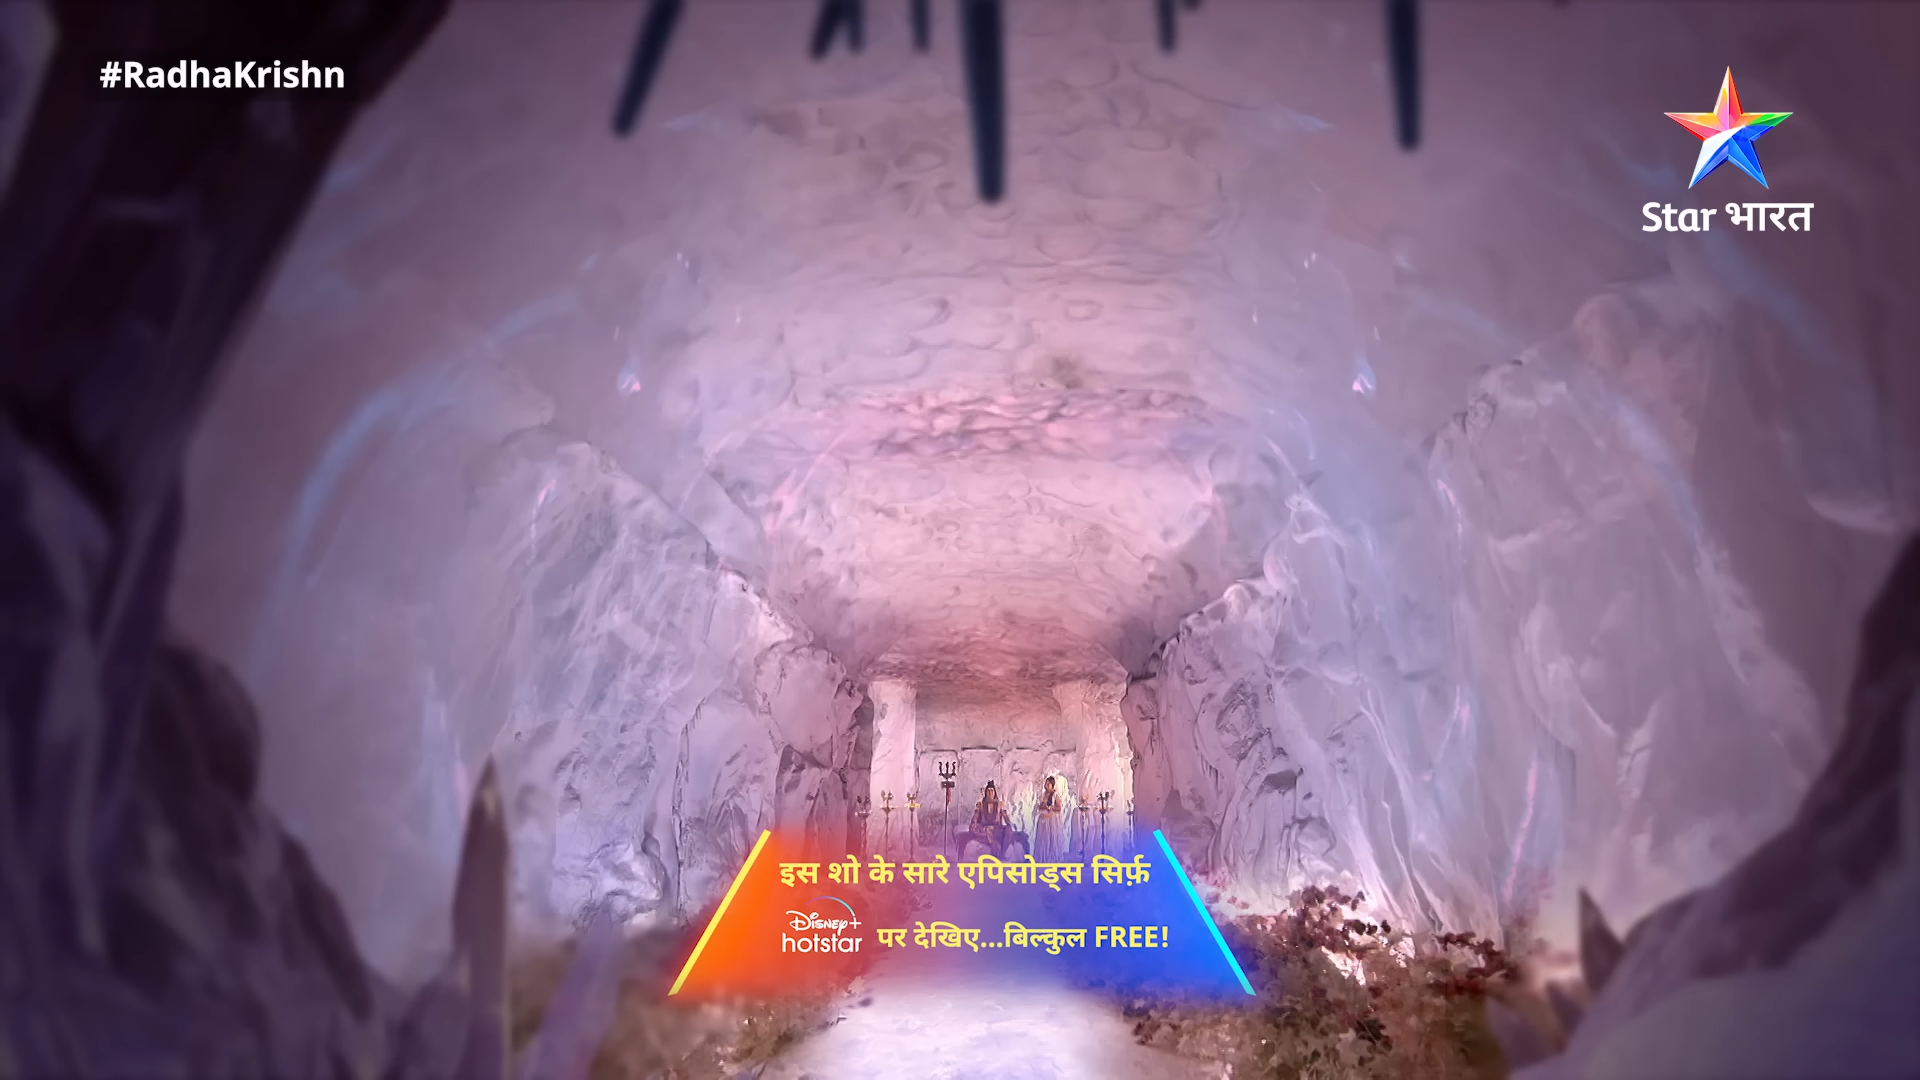 #RadhaKrishn
Star भारत
इस शो के सारे एपिसोड्स सिर्फ़
Disney+ hotstar पर देखिए...बिल्कुल FREE!